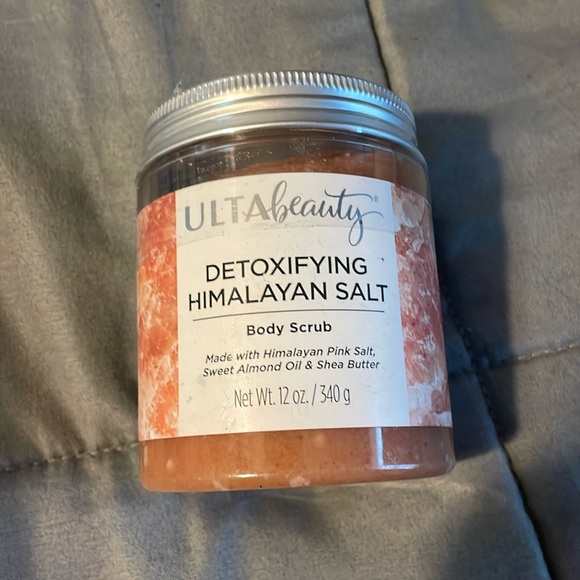 ULTAbeauty®
DETOXIFYING
HIMALAYAN SALT
Body Scrub
Made with Himalayan Pink Salt,
Sweet Almond Oil & Shea Butter
Net Wt. 12 oz. / 340 g